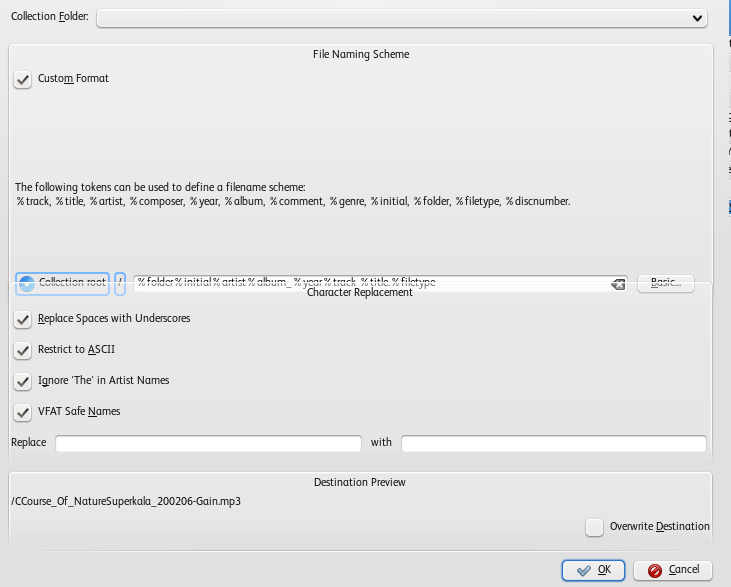 Collection Folder:
File Naming Scheme
Custom Format
The following tokens can be used to define a filename scheme:
%track, %title, %artist, %composer, %year, %album, %comment, %genre, %initial, %folder, %filetype, %discnumber.
Collection root / %folder%initial%artist%album_%year%track-%title.%filetype Basic...
Character Replacement
Replace Spaces with Underscores
Restrict to ASCII
Ignore 'The' in Artist Names
VFAT Safe Names
Replace with
Destination Preview
/CCourse_Of_NatureSuperkala_200206-Gain.mp3
Overwrite Destination
OK Cancel